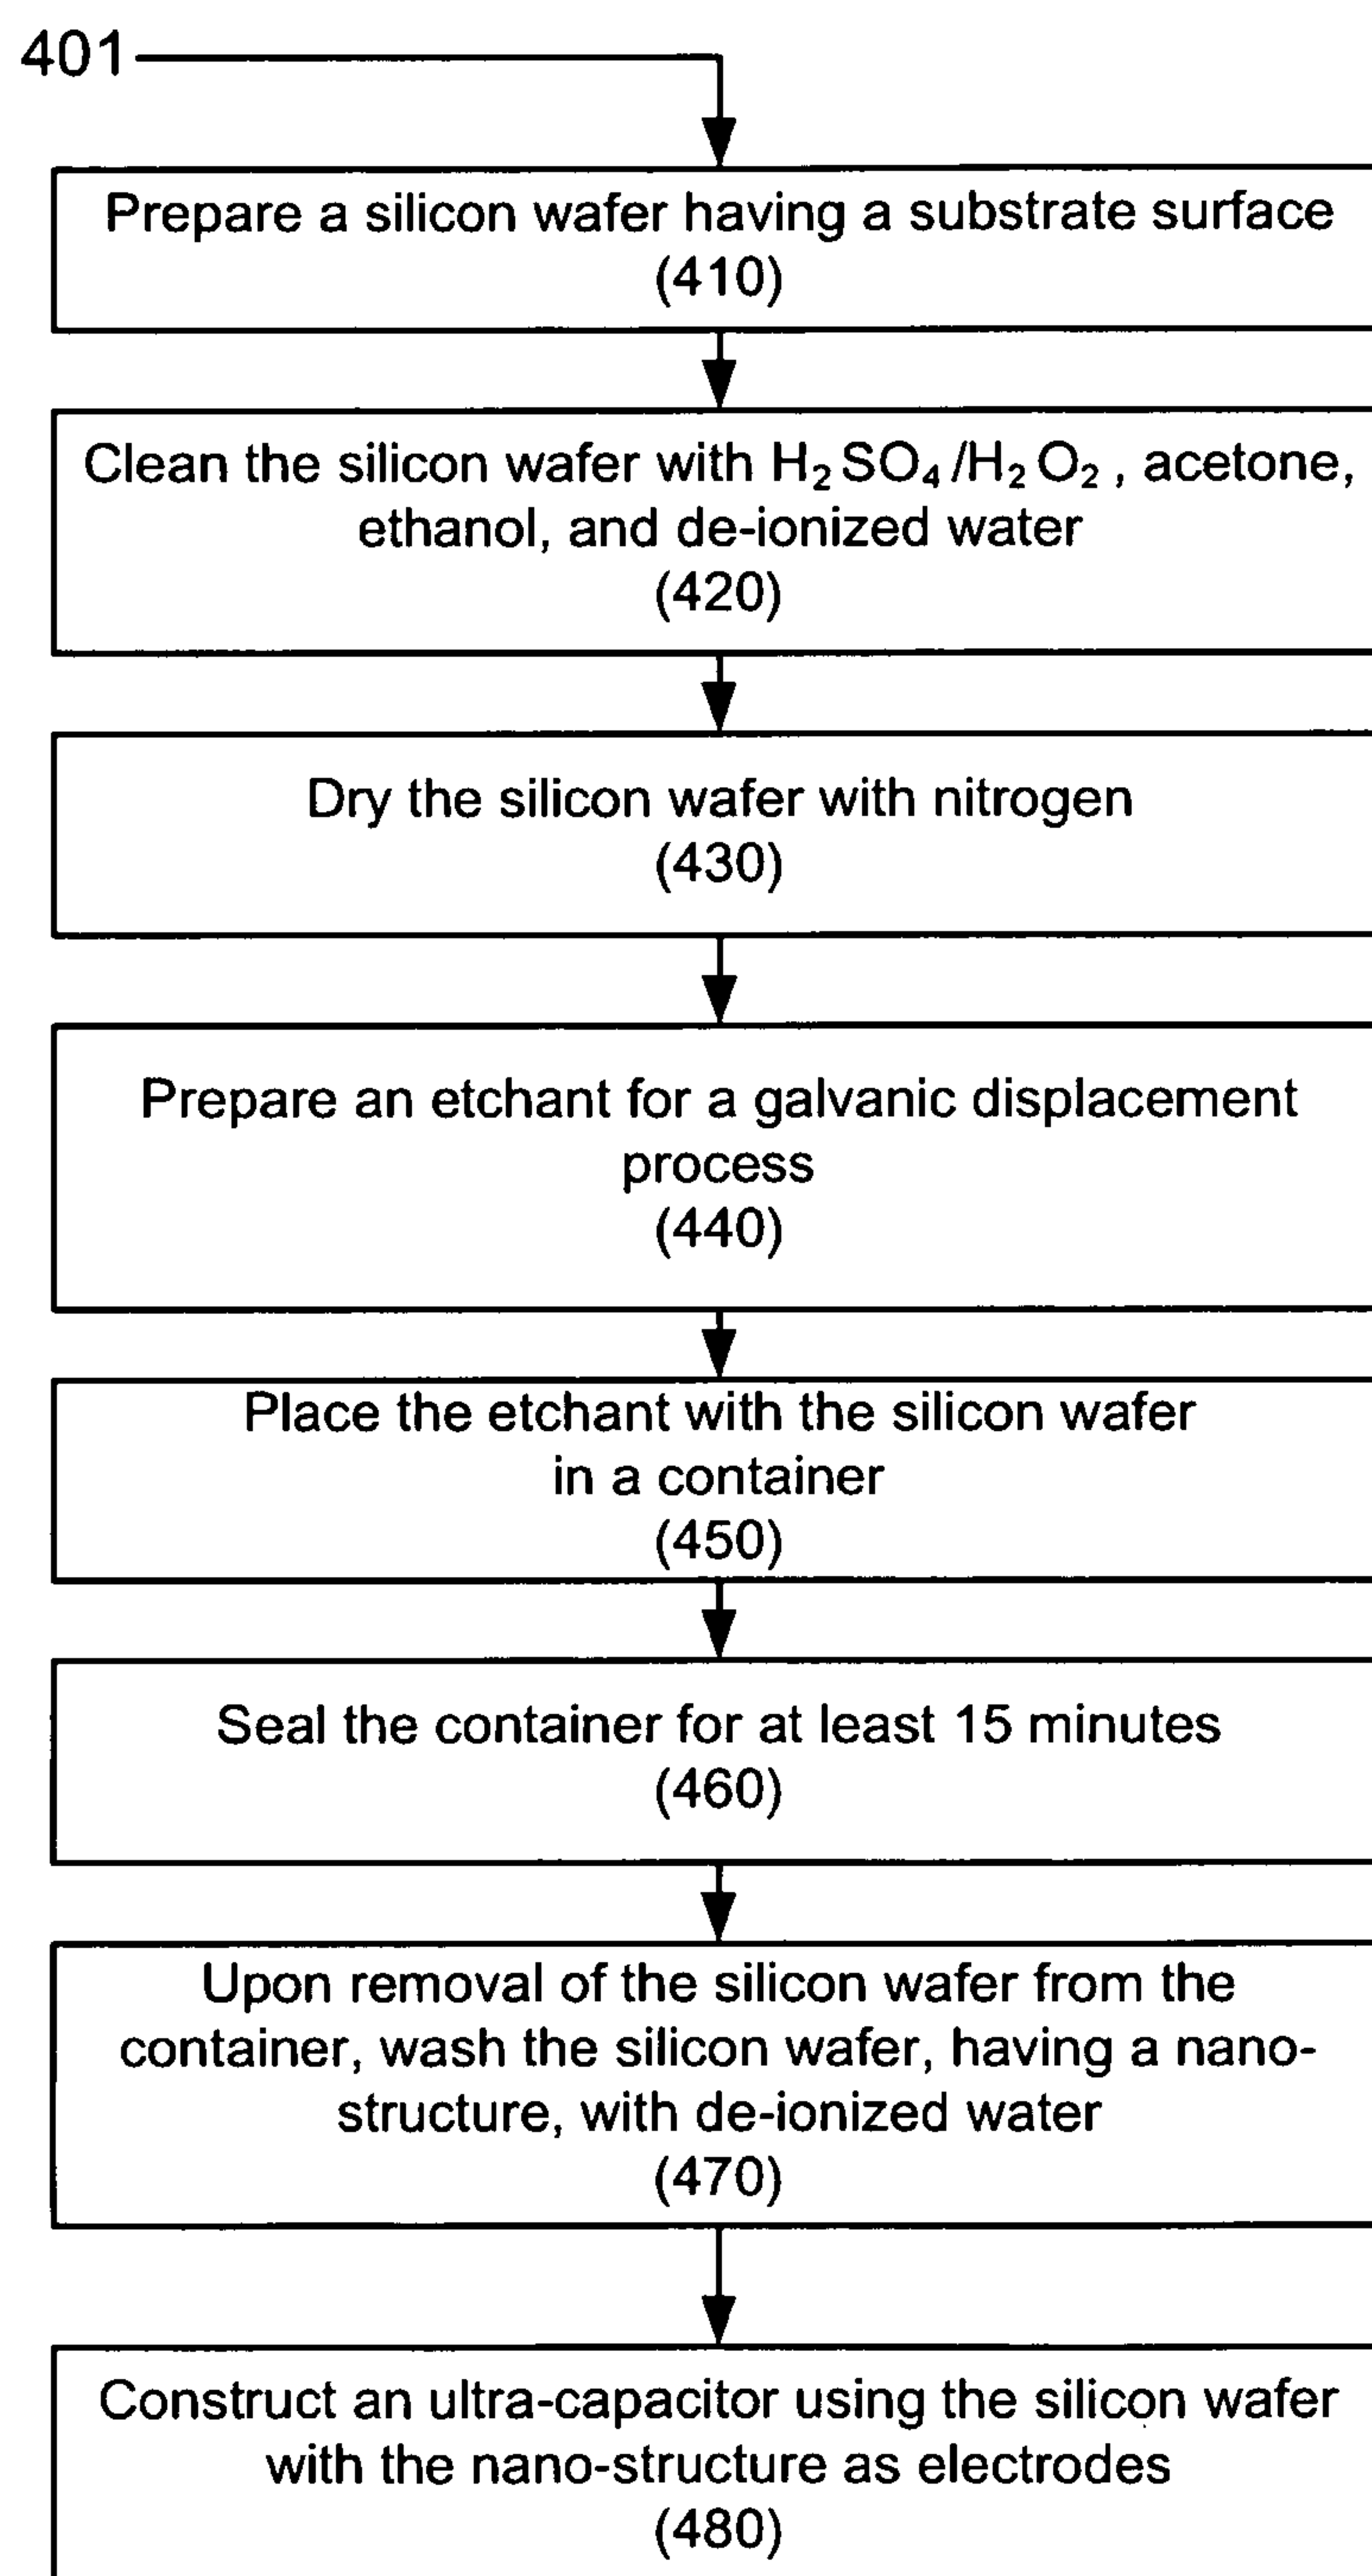 401
Prepare a silicon wafer having a substrate surface
(410)
Clean the silicon wafer with H₂SO₄/H₂O₂, acetone,
ethanol, and de-ionized water
(420)
Dry the silicon wafer with nitrogen
(430)
Prepare an etchant for a galvanic displacement
process
(440)
Place the etchant with the silicon wafer
in a container
(450)
Seal the container for at least 15 minutes
(460)
Upon removal of the silicon wafer from the
container, wash the silicon wafer, having a nano-
structure, with de-ionized water
(470)
Construct an ultra-capacitor using the silicon wafer
with the nano-structure as electrodes
(480)